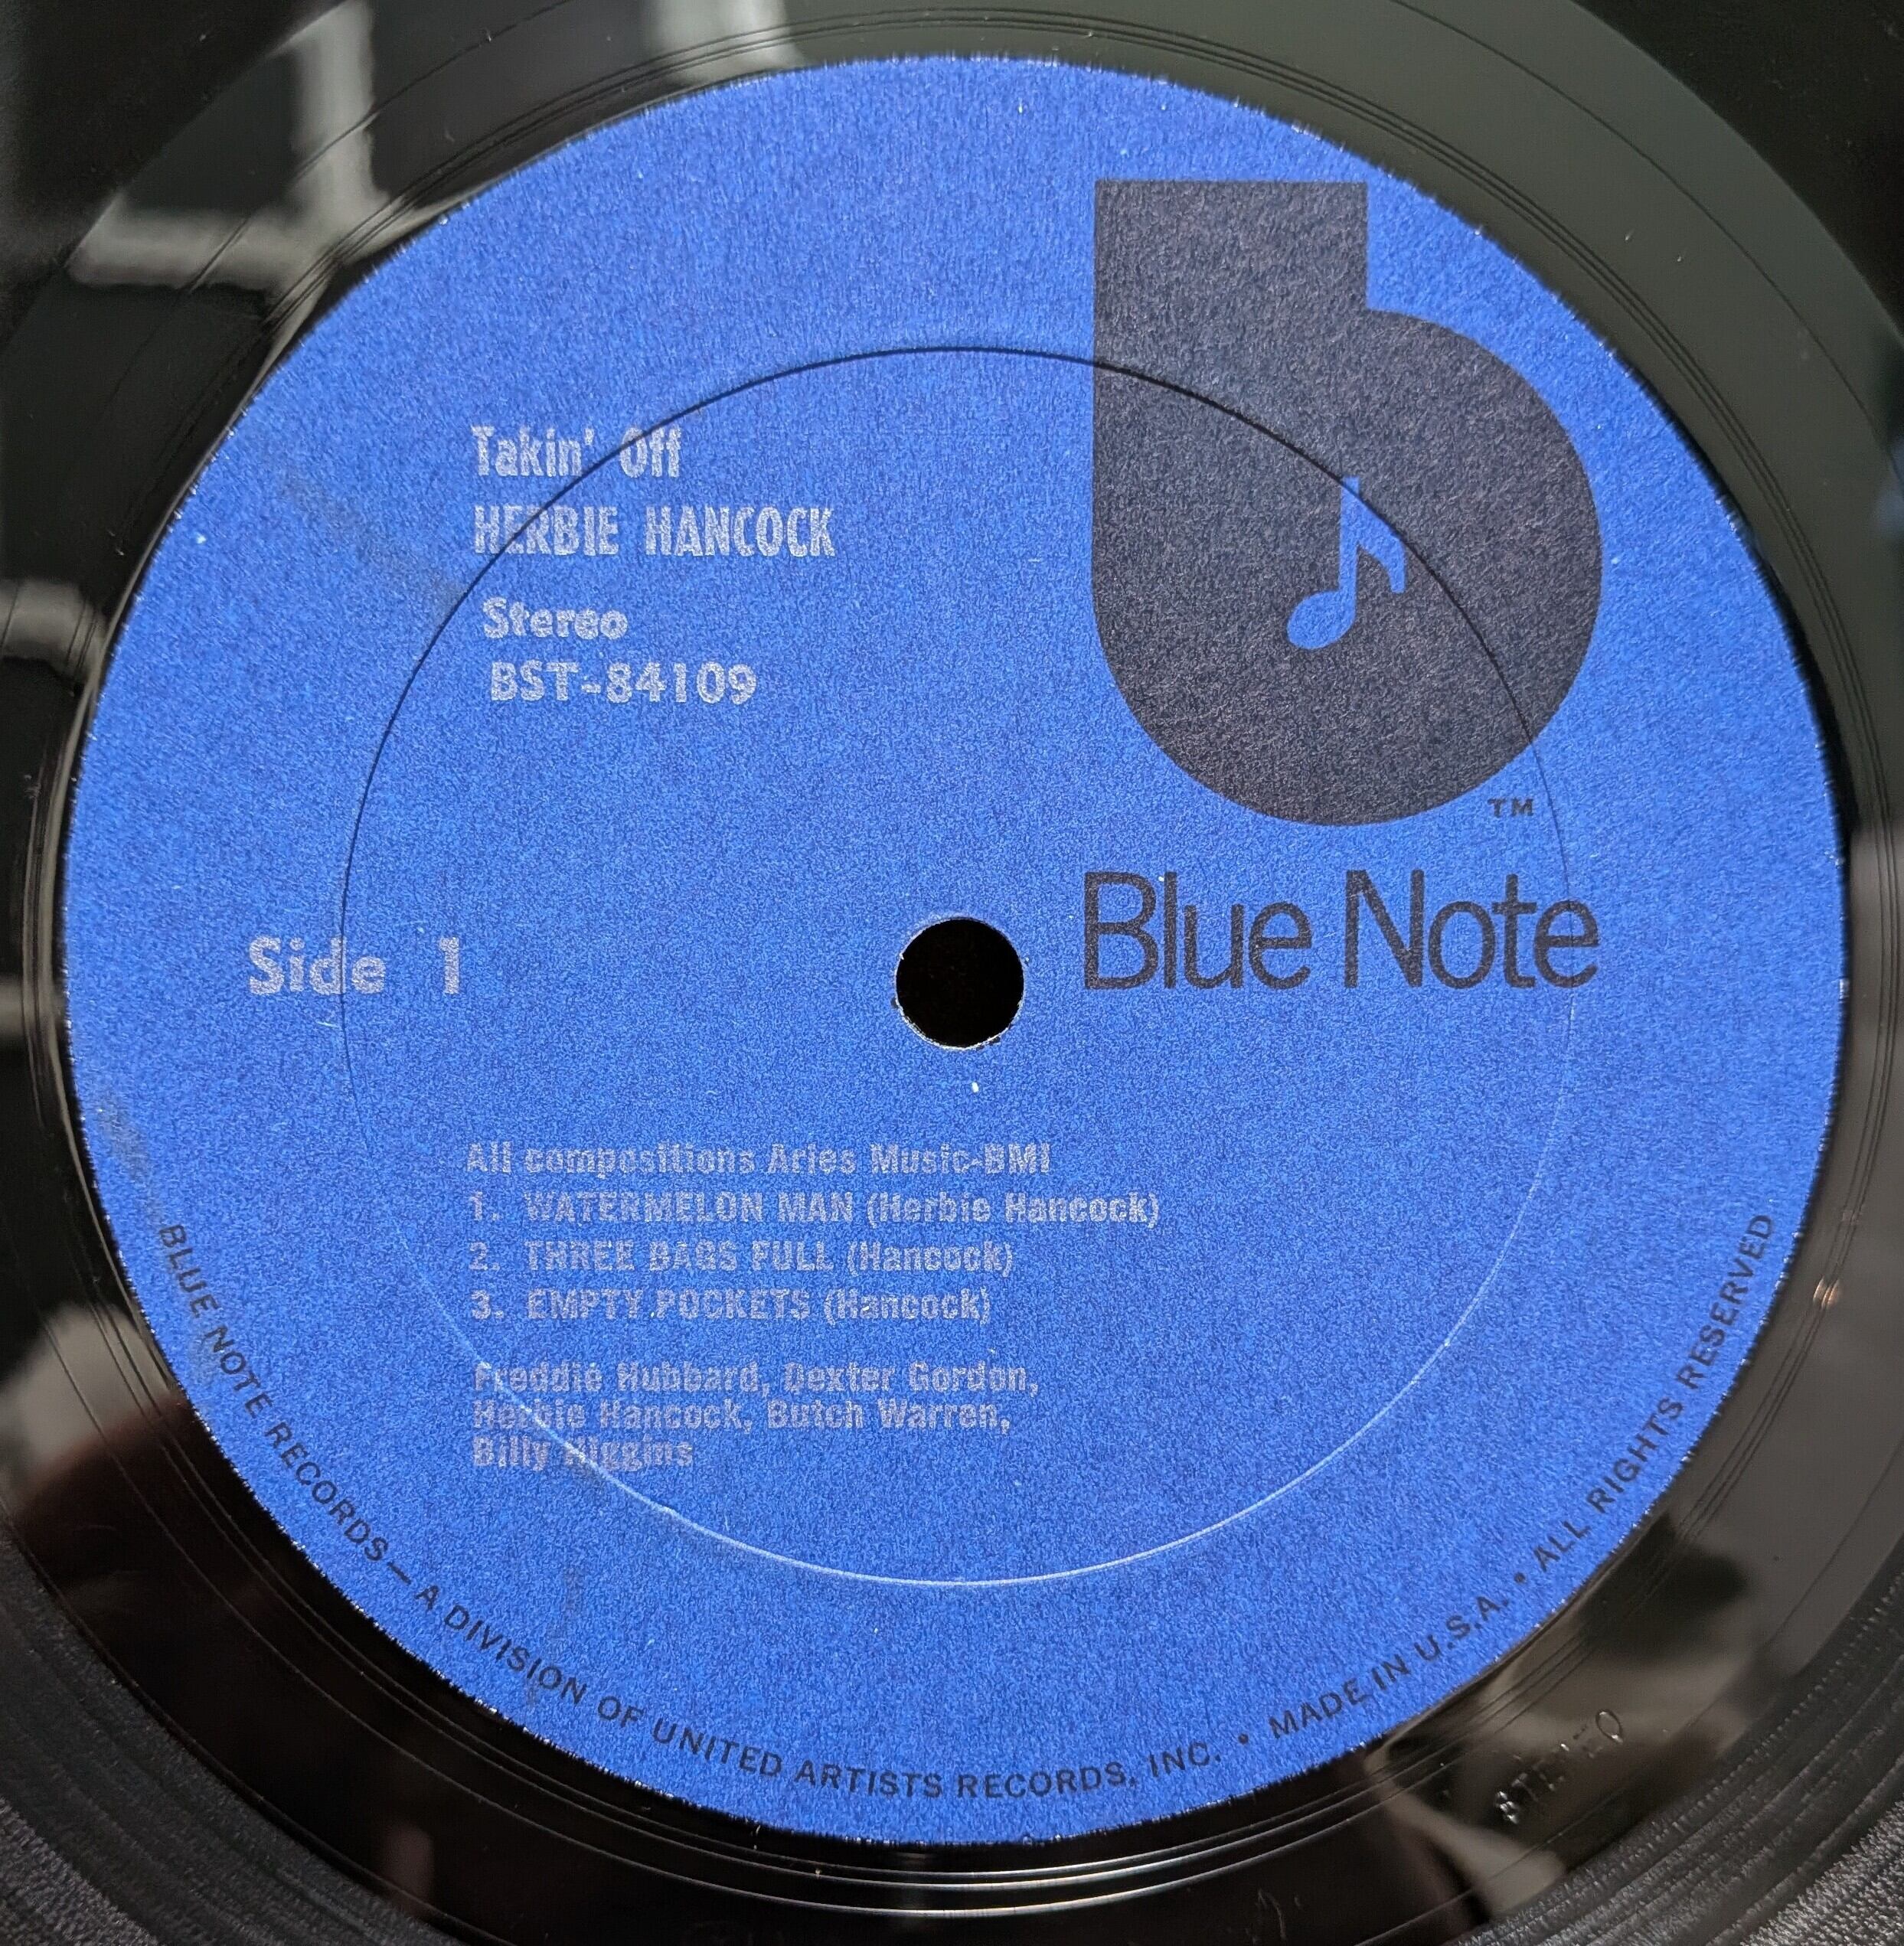 Takin' Off
HERBIE HANCOCK
Stereo
BST-84109
TM
Blue Note
Side 1
All compositions Aries Music-BMI
1. WATERMELON MAN (Herbie Hancock)
2. THREE BAGS FULL (Hancock)
3. EMPTY POCKETS (Hancock)
Freddie Hubbard, Dexter Gordon,
Herbie Hancock, Butch Warren,
Billy Higgins
BLUE NOTE RECORDS — A DIVISION OF UNITED ARTISTS RECORDS, INC. • MADE IN U.S.A. • ALL RIGHTS RESERVED
STEREO